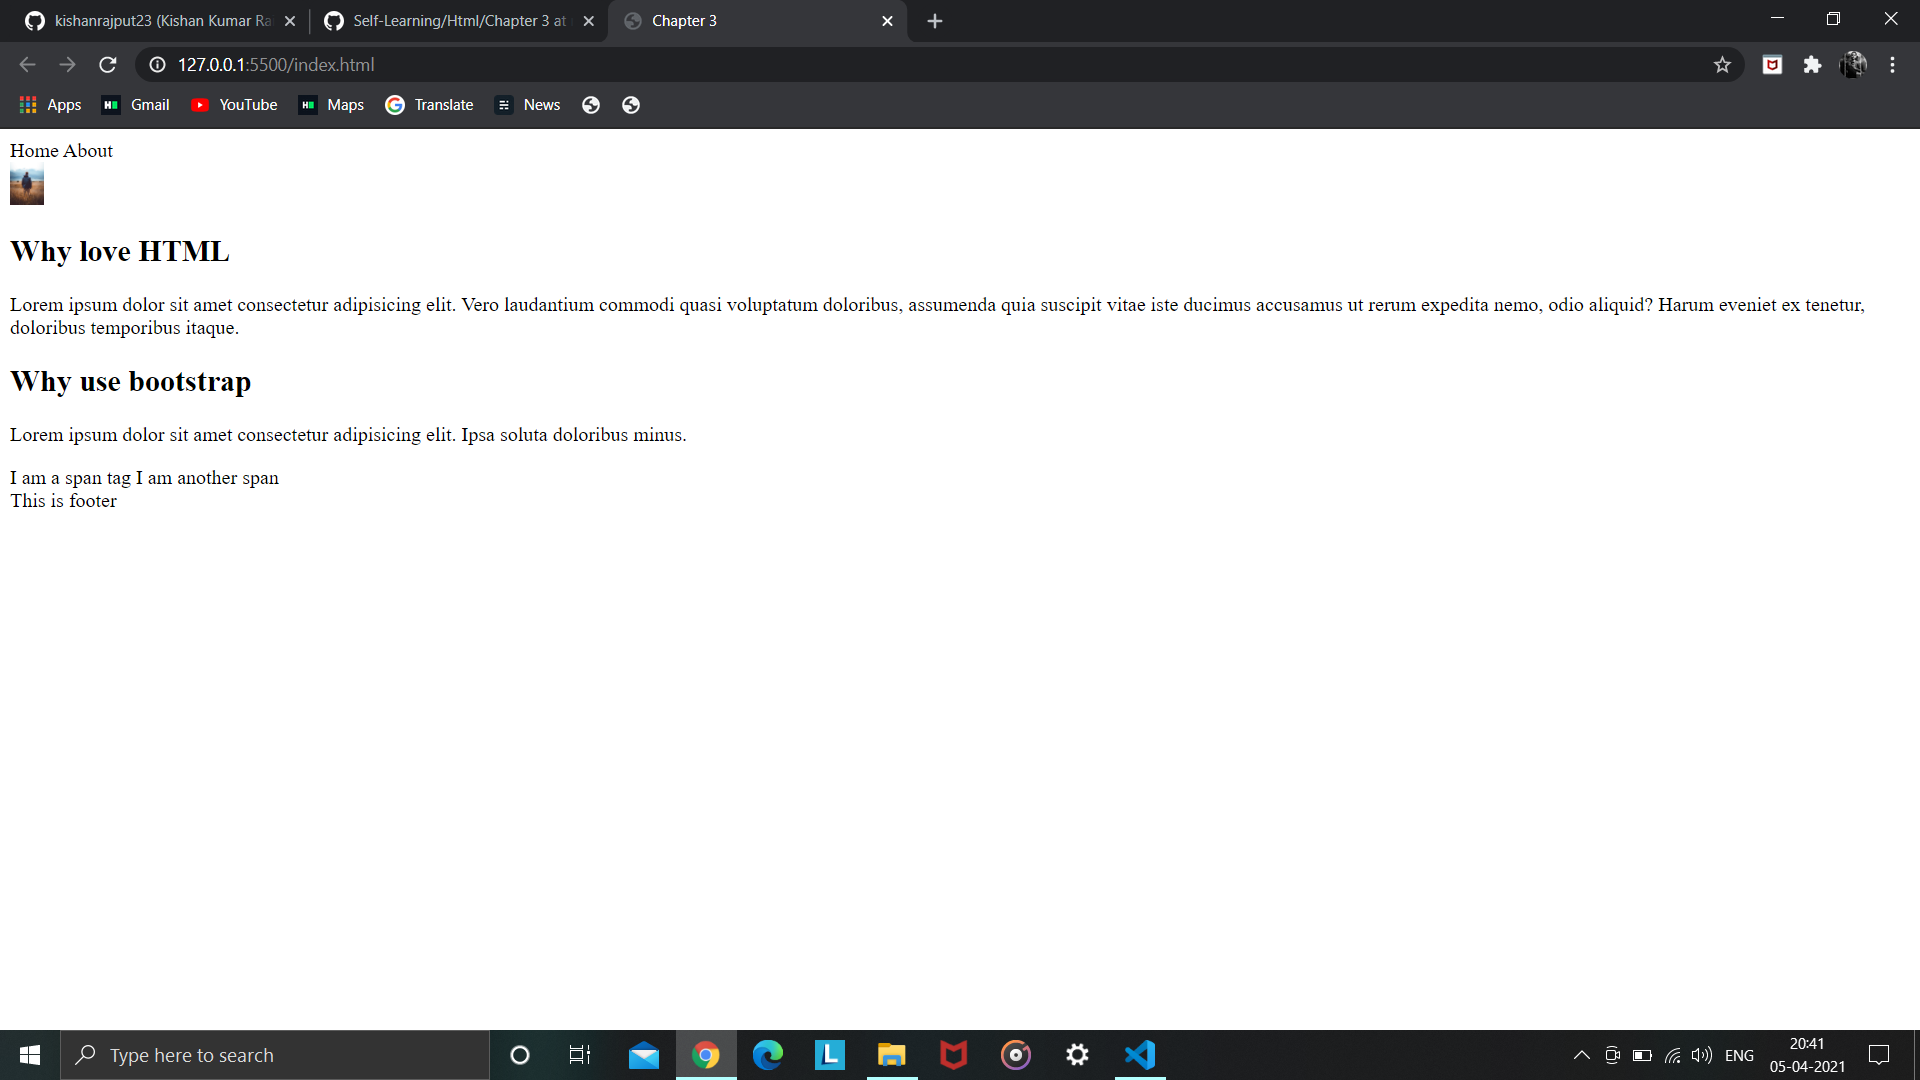 kishanrajput23 (Kishan Kumar Ra
Self-Learning/Html/Chapter 3 at
Chapter 3
127.0.0.1:5500/index.html
Apps
Gmail
YouTube
Maps
Translate
News
Home About
Why love HTML
Lorem ipsum dolor sit amet consectetur adipisicing elit. Vero laudantium commodi quasi voluptatum doloribus, assumenda quia suscipit vitae iste ducimus accusamus ut rerum expedita nemo, odio aliquid? Harum eveniet ex tenetur,
doloribus temporibus itaque.
Why use bootstrap
Lorem ipsum dolor sit amet consectetur adipisicing elit. Ipsa soluta doloribus minus.
I am a span tag I am another span
This is footer
Type here to search
L
ENG
20:41
05-04-2021